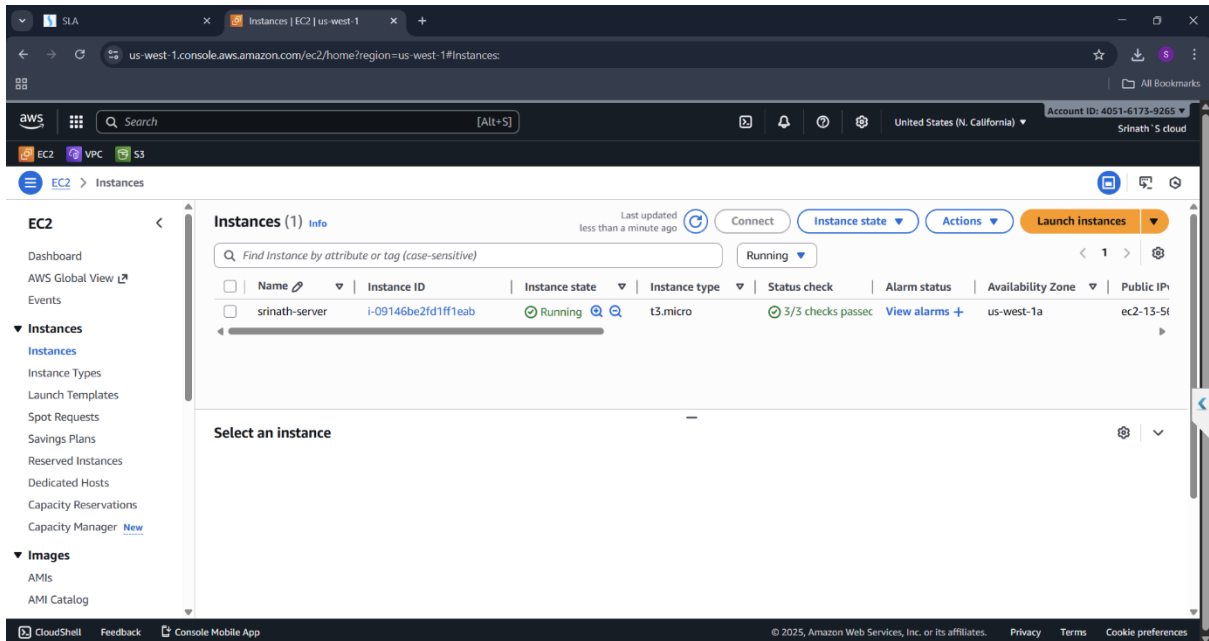 SLA
Instances | EC2 | us-west-1
us-west-1.console.aws.amazon.com/ec2/home?region=us-west-1#Instances:
S
All Bookmarks
aws
Search
[Alt+S]
United States (N. California)
Account ID: 4051-6173-9265
Srinath`S cloud
EC2 VPC S3
EC2 > Instances
EC2
Dashboard
AWS Global View
Events
Instances
Instances
Instance Types
Launch Templates
Spot Requests
Savings Plans
Reserved Instances
Dedicated Hosts
Capacity Reservations
Capacity Manager New
Images
AMIs
AMI Catalog
Instances (1) Info
Last updated
less than a minute ago
Connect
Instance state
Actions
Launch instances
Find Instance by attribute or tag (case-sensitive)
Running
1
Name Instance ID Instance state Instance type Status check Alarm status Availability Zone Public IPv
srinath-server i-09146be2fd1ff1eab Running t3.micro 3/3 checks passec View alarms + us-west-1a ec2-13-56
Select an instance
CloudShell Feedback Console Mobile App © 2025, Amazon Web Services, Inc. or its affiliates. Privacy Terms Cookie preferences